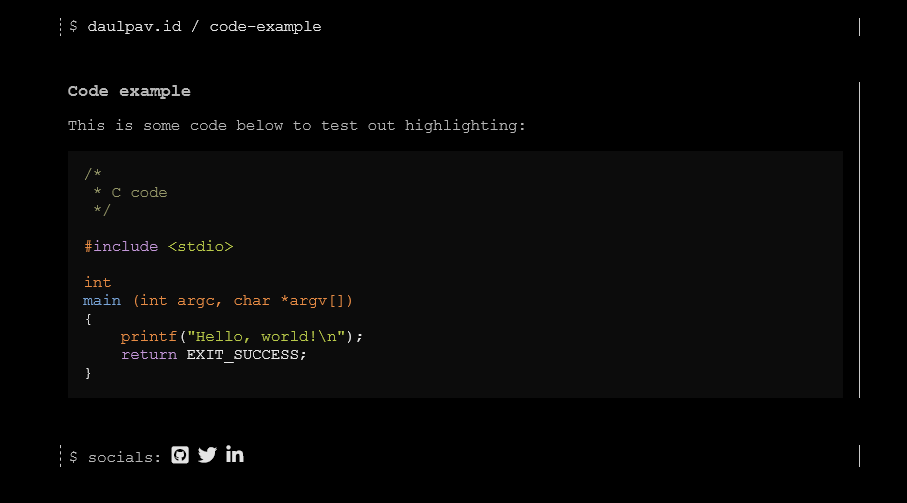 $ daulpav.id / code-example
Code example
This is some code below to test out highlighting:
/*
 * C code
 */
#include <stdio>
int
main (int argc, char *argv[])
{
    printf("Hello, world!\n");
    return EXIT_SUCCESS;
}
$ socials: